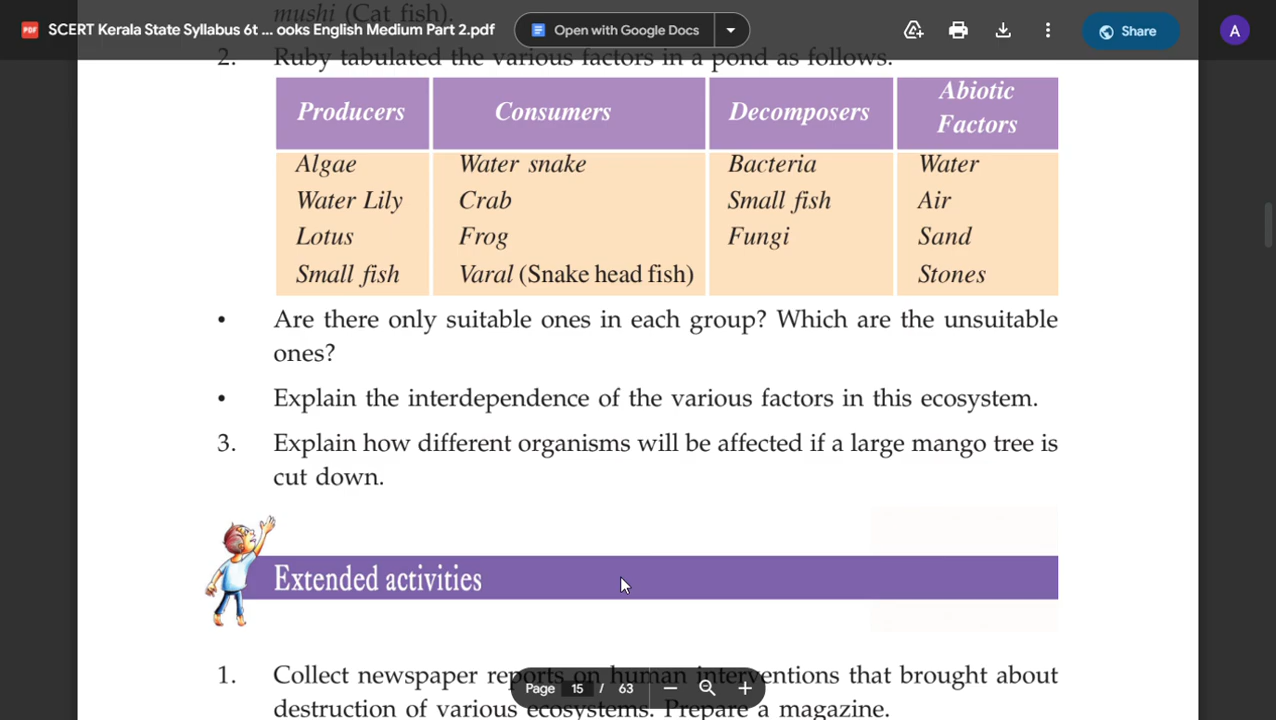 mushi (Cat fish).
SCERT Kerala State Syllabus 6t ... ooks English Medium Part 2.pdf
Open with Google Docs
Share
A
PDF
2. Ruby tabulated the various factors in a pond as follows.
Producers Consumers Decomposers Abiotic Factors
Algae Water snake Bacteria Water
Water Lily Crab Small fish Air
Lotus Frog Fungi Sand
Small fish Varal (Snake head fish) Stones
• Are there only suitable ones in each group? Which are the unsuitable
ones?
• Explain the interdependence of the various factors in this ecosystem.
3. Explain how different organisms will be affected if a large mango tree is
cut down.
Extended activities
1. Collect newspaper reports on human interventions that brought about
destruction of various ecosystems. Prepare a magazine.
Page 15 / 63